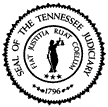 SEAL OF THE TENNESSEE JUDICIARY
FIAT JUSTITIA RUAT COELUM
1796